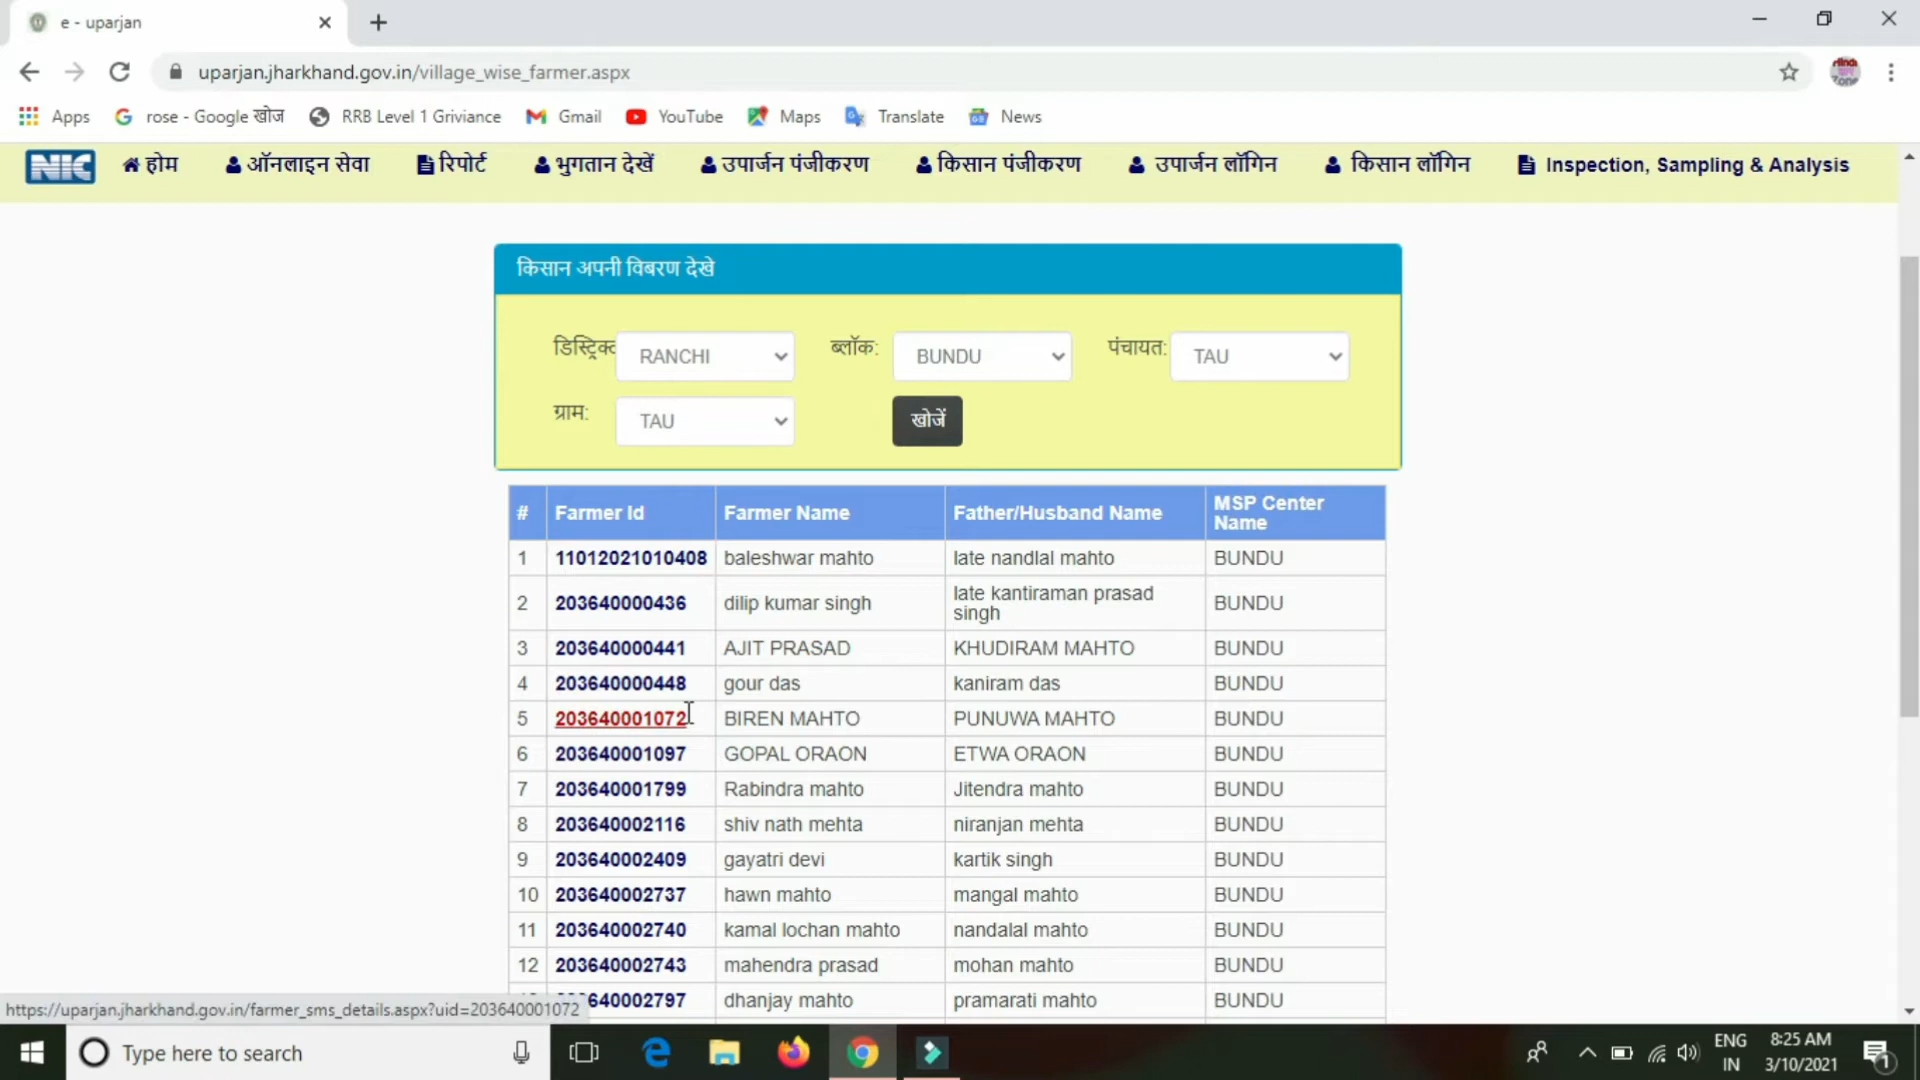 e - uparjan
uparjan.jharkhand.gov.in/village_wise_farmer.aspx
Apps rose - Google खोज RRB Level 1 Griviance Gmail YouTube Maps Translate News
NIC होम ऑनलाइन सेवा रिपोर्ट भुगतान देखें उपार्जन पंजीकरण किसान पंजीकरण उपार्जन लॉगिन किसान लॉगिन Inspection, Sampling & Analysis
किसान अपनी विबरण देखे
डिस्ट्रिक्ट RANCHI ब्लॉक: BUNDU पंचायत: TAU
ग्राम: TAU खोजें
# Farmer Id Farmer Name Father/Husband Name MSP Center Name
1 11012021010408 baleshwar mahto late nandlal mahto BUNDU
2 203640000436 dilip kumar singh late kantiraman prasad singh BUNDU
3 203640000441 AJIT PRASAD KHUDIRAM MAHTO BUNDU
4 203640000448 gour das kaniram das BUNDU
5 203640001072 BIREN MAHTO PUNUWA MAHTO BUNDU
6 203640001097 GOPAL ORAON ETWA ORAON BUNDU
7 203640001799 Rabindra mahto Jitendra mahto BUNDU
8 203640002116 shiv nath mehta niranjan mehta BUNDU
9 203640002409 gayatri devi kartik singh BUNDU
10 203640002737 hawn mahto mangal mahto BUNDU
11 203640002740 kamal lochan mahto nandalal mahto BUNDU
12 203640002743 mahendra prasad mohan mahto BUNDU
640002797 dhanjay mahto pramarati mahto BUNDU
https://uparjan.jharkhand.gov.in/farmer_sms_details.aspx?uid=203640001072
Type here to search
ENG 8:25 AM
IN 3/10/2021 1